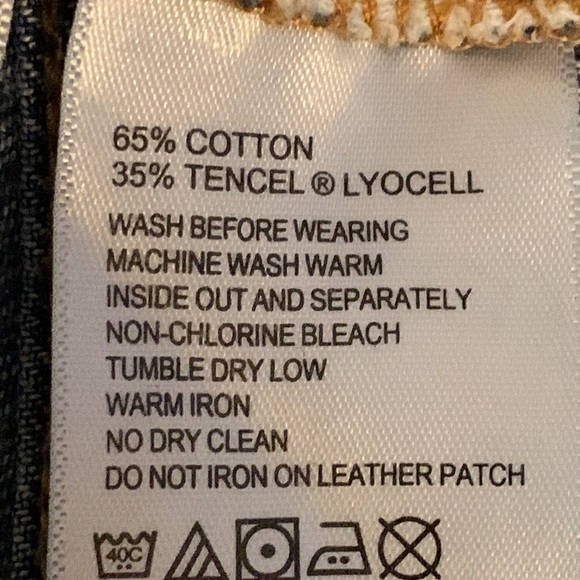 65% COTTON
35% TENCEL ® LYOCELL
WASH BEFORE WEARING
MACHINE WASH WARM
INSIDE OUT AND SEPARATELY
NON-CHLORINE BLEACH
TUMBLE DRY LOW
WARM IRON
NO DRY CLEAN
DO NOT IRON ON LEATHER PATCH
40C